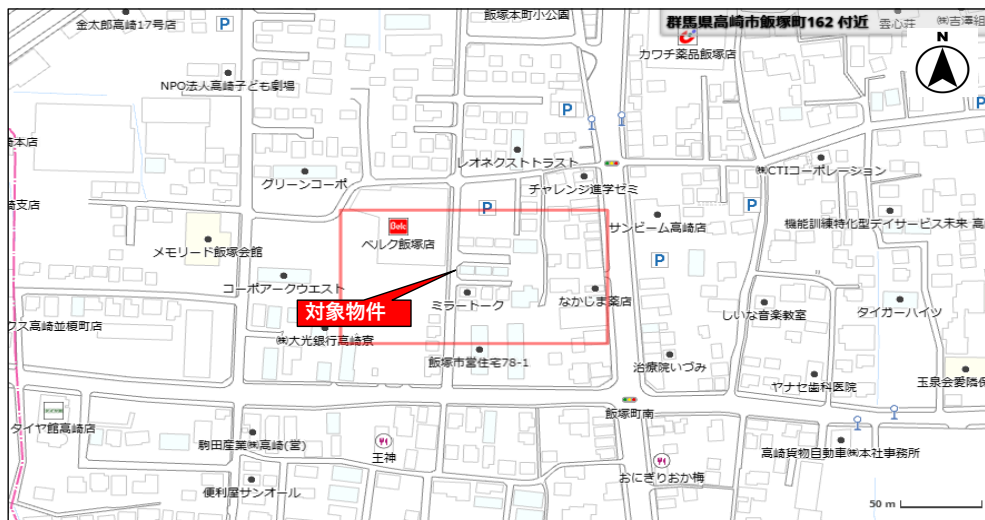 金太郎高崎17号店
P
飯塚本町小公園
群馬県高崎市飯塚町162 付近
雲心荘
㈱吉澤組
カワチ薬品飯塚店
N
NPO法人高崎子ども劇場
P
P
本店
レオネクストトラスト
㈱CTIコーポレーション
グリーンコーポ
チャレンジ進学ゼミ
支店
P
P
Belc
ベルク飯塚店
サンビーム高崎店
機能訓練特化型デイサービス未来 高
メモリード飯塚会館
P
コーポアークウエスト
対象物件
ミラートーク
なかじま薬店
しいな音楽教室
タイガーハイツ
クス高崎並榎町店
㈱大光銀行高崎寮
飯塚市営住宅78-1
治療院いづみ
ヤナセ歯科医院
玉泉会愛隣保
タイヤ館高崎店
飯塚町南
駒田産業㈱高崎(営)
王神
高崎貨物自動車㈱本社事務所
便利屋サンオール
おにぎりおか梅
50 m